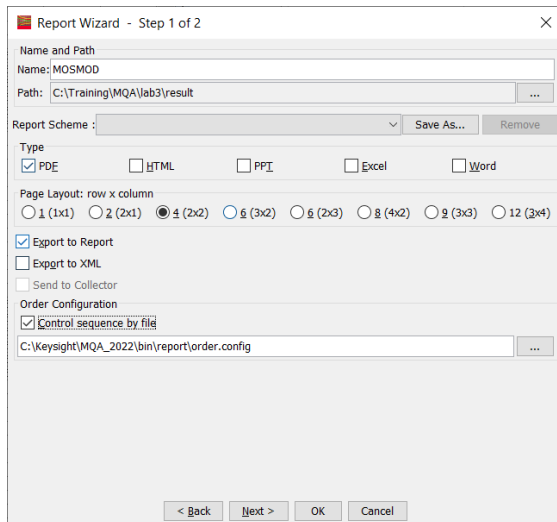 Report Wizard - Step 1 of 2
Name and Path
Name: MOSMOD
Path: C:\Training\MQA\lab3\result ...
Report Scheme : Save As... Remove
Type
PDF HTML PPT Excel Word
Page Layout: row x column
1 (1x1) 2 (2x1) 4 (2x2) 6 (3x2) 6 (2x3) 8 (4x2) 9 (3x3) 12 (3x4)
Export to Report
Export to XML
Send to Collector
Order Configuration
Control sequence by file
C:\Keysight\MQA_2022\bin\report\order.config ...
< Back Next > OK Cancel